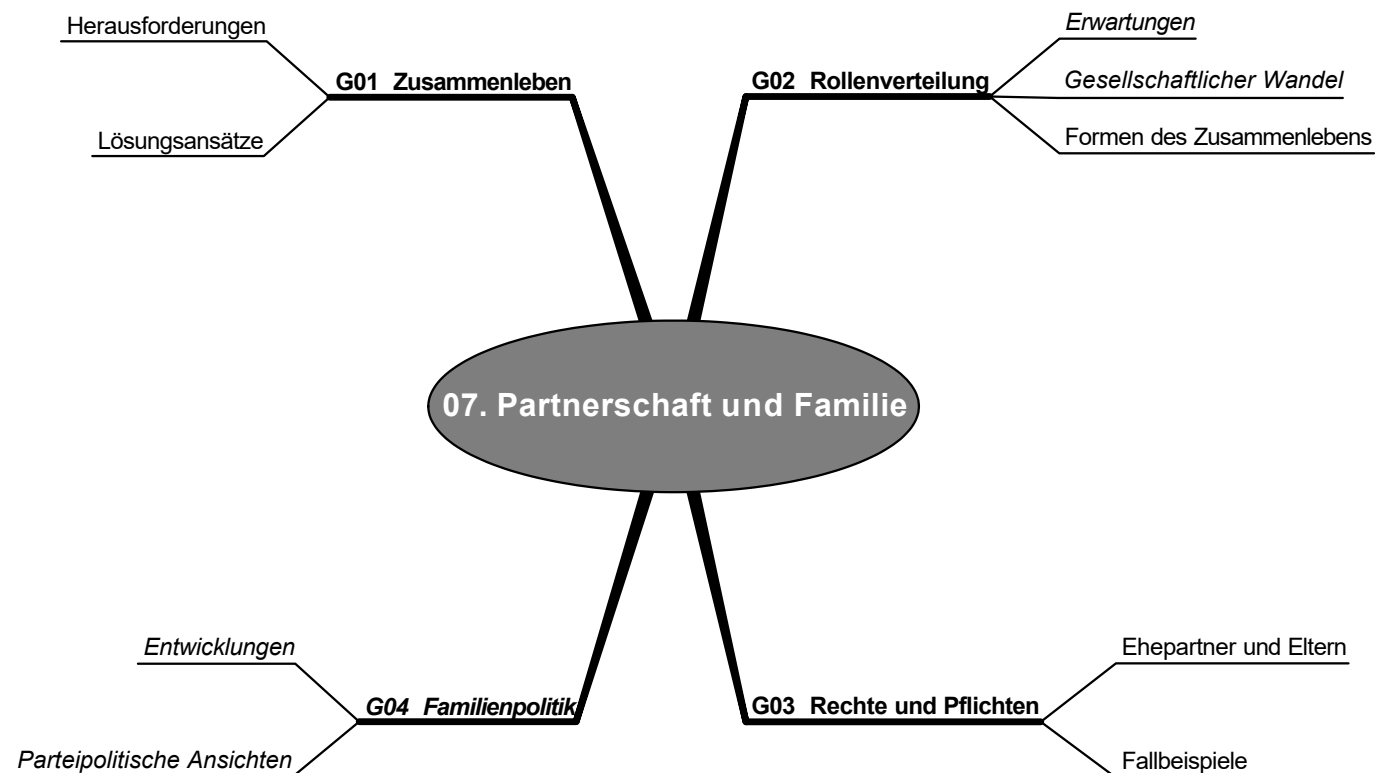 Herausforderungen
G01 Zusammenleben
Lösungsansätze
Erwartungen
G02 Rollenverteilung
Gesellschaftlicher Wandel
Formen des Zusammenlebens
07. Partnerschaft und Familie
Entwicklungen
G04 Familienpolitik
Parteipolitische Ansichten
Ehepartner und Eltern
G03 Rechte und Pflichten
Fallbeispiele